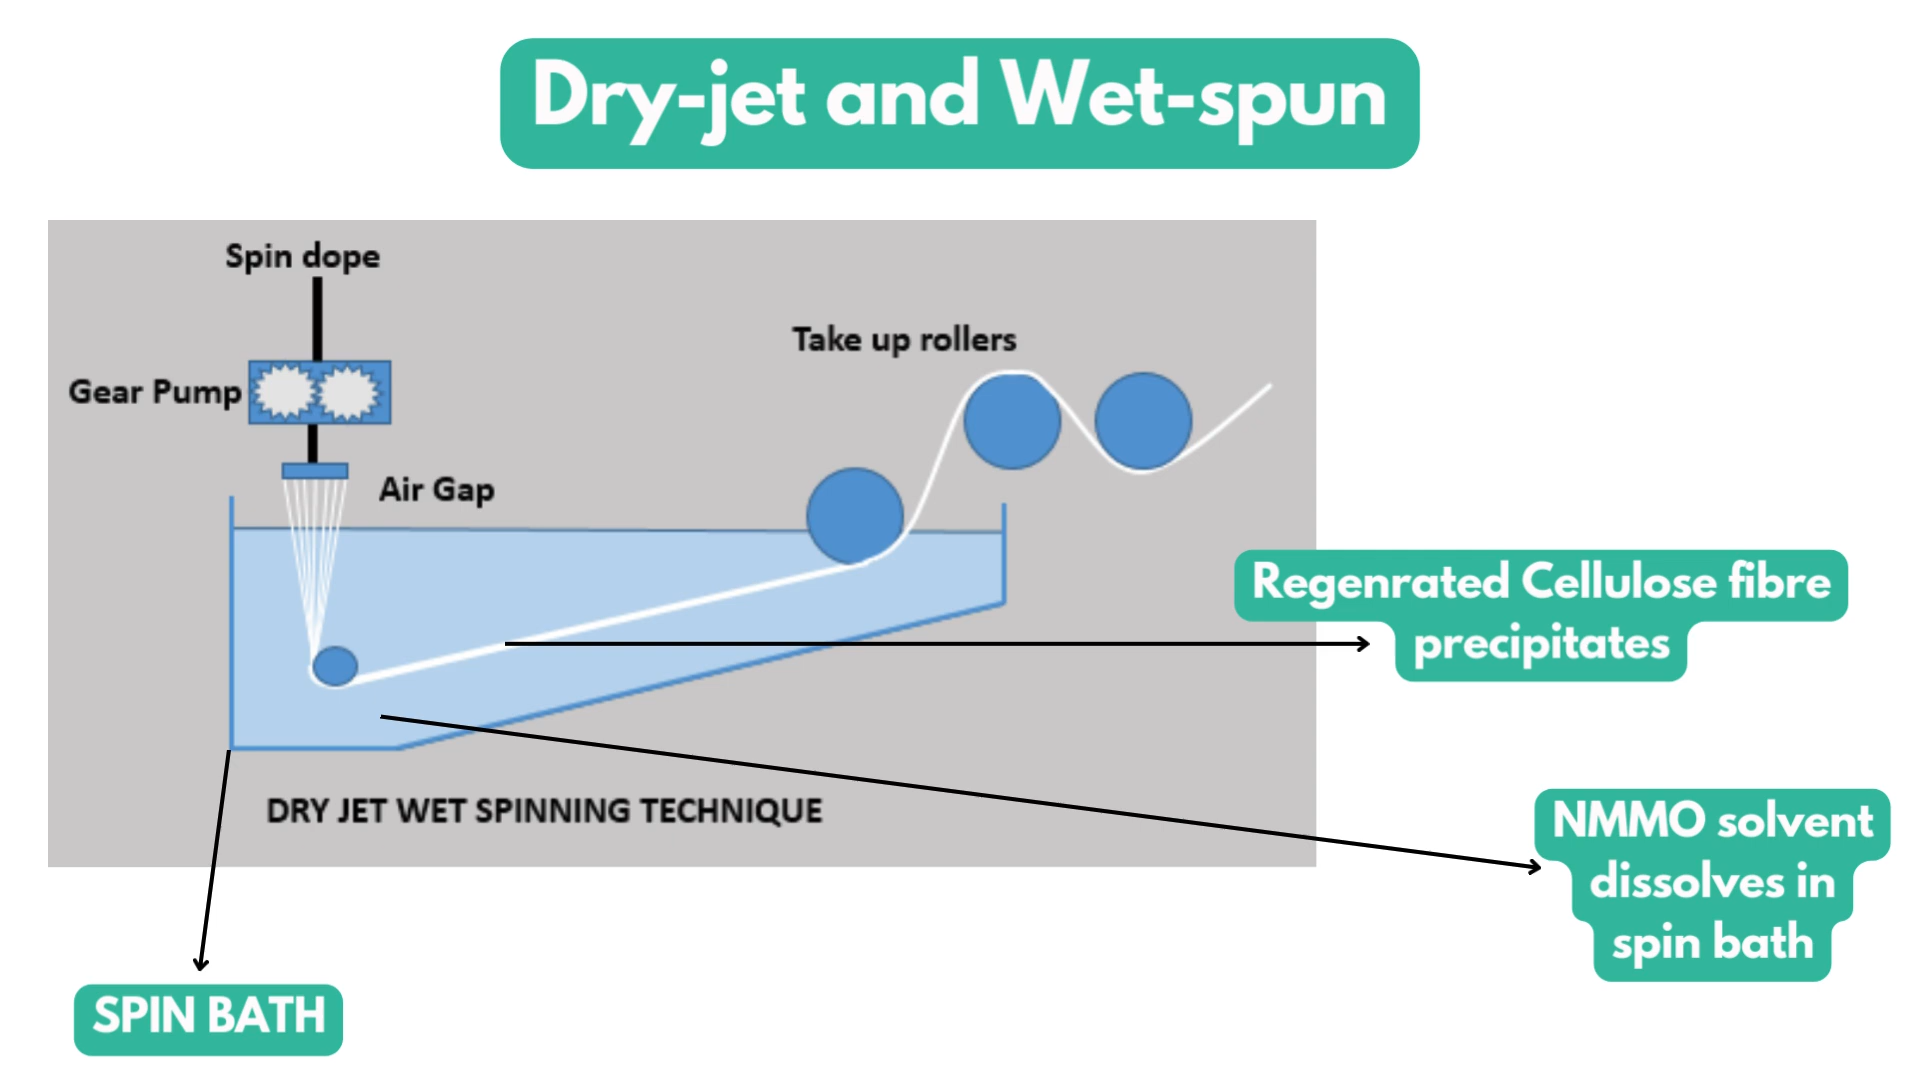 Dry-jet and Wet-spun
Spin dope
Gear Pump
Air Gap
Take up rollers
Regenrated Cellulose fibre
precipitates
DRY JET WET SPINNING TECHNIQUE
NMMO solvent
dissolves in
spin bath
SPIN BATH